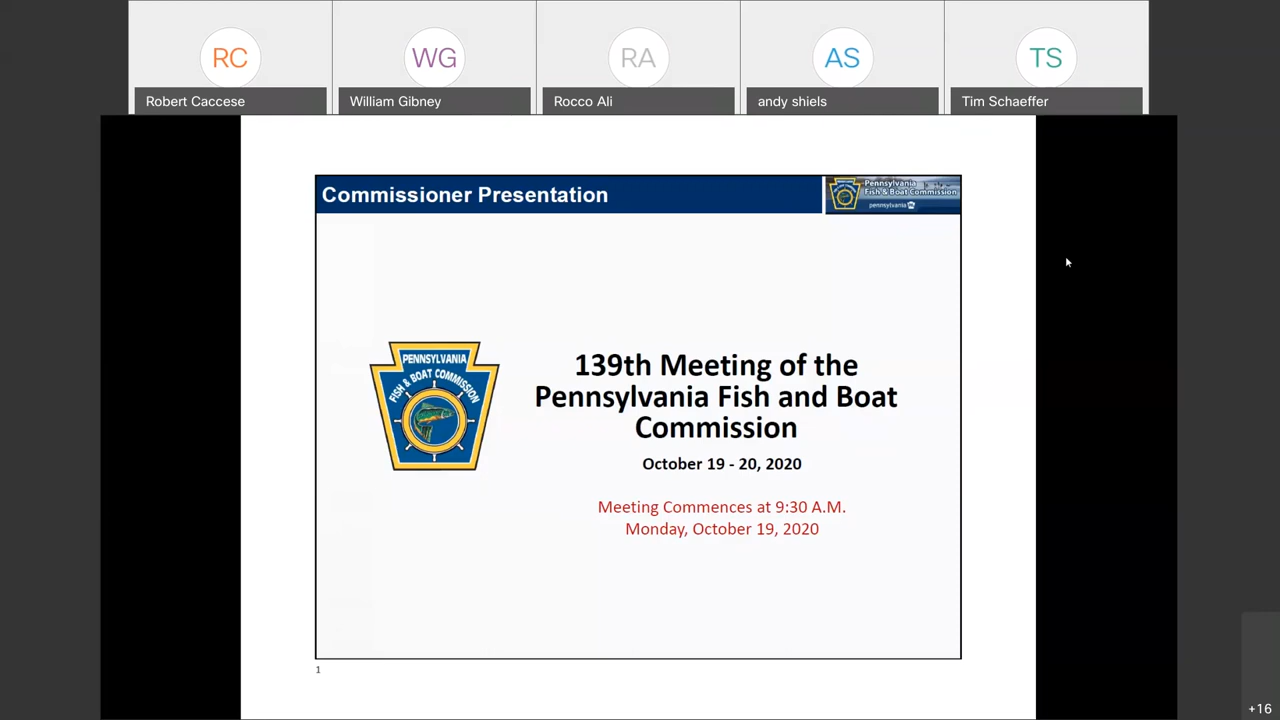 RC
WG
RA
AS
TS
Robert Caccese
William Gibney
Rocco Ali
andy shiels
Tim Schaeffer
Commissioner Presentation
Pennsylvania
Fish & Boat Commission
pennsylvania
PENNSYLVANIA
FISH & BOAT COMMISSION
139th Meeting of the
Pennsylvania Fish and Boat
Commission
October 19 - 20, 2020
Meeting Commences at 9:30 A.M.
Monday, October 19, 2020
1
+16